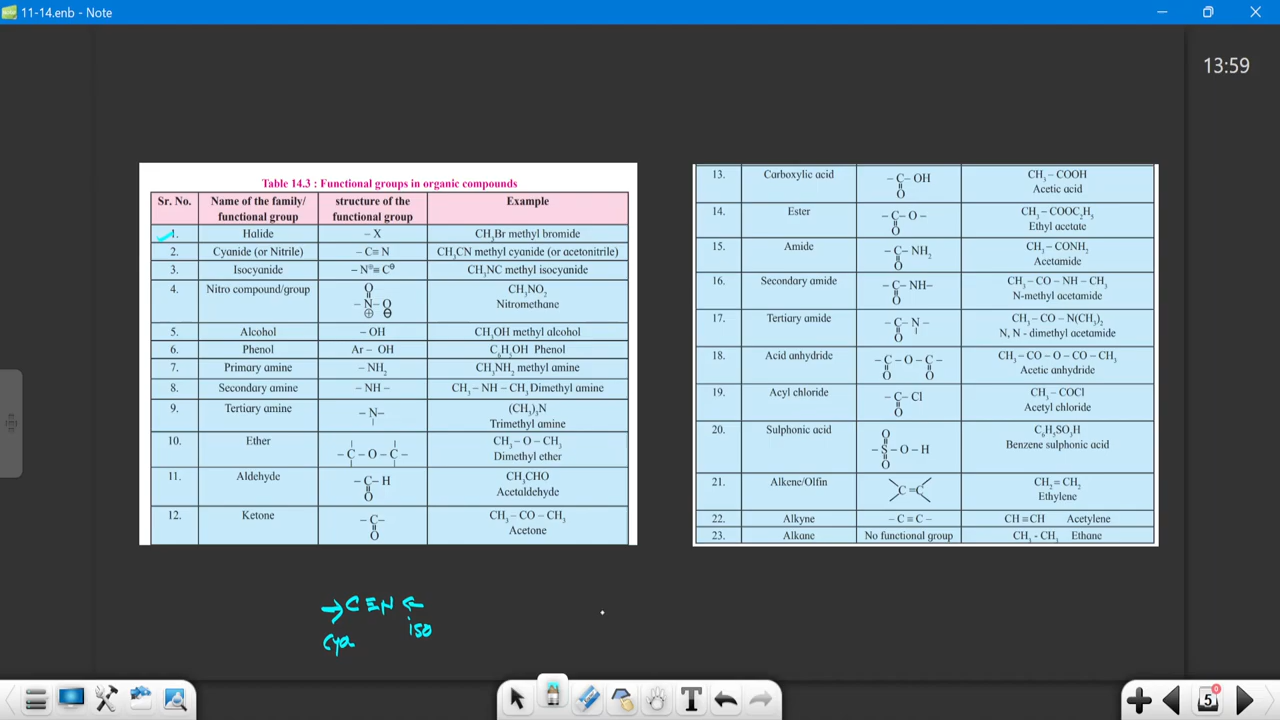 11-14.enb - Note
13:59
Table 14.3 : Functional groups in organic compounds
Sr. No. Name of the family/ functional group structure of the functional group Example
1. Halide – X CH₃Br methyl bromide
2. Cyanide (or Nitrile) – C≡ N CH₃CN methyl cyanide (or acetonitrile)
3. Isocyanide – N⊕≡ C⊖ CH₃NC methyl isocyanide
4. Nitro compound/group O
– N– O
⊕ ⊖ CH₃NO₂
Nitromethane
5. Alcohol – OH CH₃OH methyl alcohol
6. Phenol Ar – OH C₆H₅OH Phenol
7. Primary amine – NH₂ CH₃NH₂ methyl amine
8. Secondary amine – NH – CH₃ – NH – CH₃ Dimethyl amine
9. Tertiary amine – N– (CH₃)₃N
Trimethyl amine
10. Ether – C – O – C – CH₃ – O – CH₃
Dimethyl ether
11. Aldehyde – C– H
O CH₃CHO
Acetaldehyde
12. Ketone – C–
O CH₃ – CO – CH₃
Acetone
13. Carboxylic acid – C– OH
O CH₃ – COOH
Acetic acid
14. Ester – C– O –
O CH₃ – COOC₂H₅
Ethyl acetate
15. Amide – C– NH₂
O CH₃ – CONH₂
Acetamide
16. Secondary amide – C– NH–
O CH₃ – CO – NH – CH₃
N-methyl acetamide
17. Tertiary amide – C– N –
O CH₃ – CO – N(CH₃)₂
N, N - dimethyl acetamide
18. Acid anhydride – C – O – C –
O O CH₃ – CO – O – CO – CH₃
Acetic anhydride
19. Acyl chloride – C– Cl
O CH₃ – COCl
Acetyl chloride
20. Sulphonic acid O
– S – O – H
O C₆H₅SO₃H
Benzene sulphonic acid
21. Alkene/Olfin C =C CH₂ = CH₂
Ethylene
22. Alkyne – C ≡ C – CH ≡ CH Acetylene
23. Alkane No functional group CH₃ - CH₃ Ethane
→ C ≡ N ←
Cya iso
T
5
0